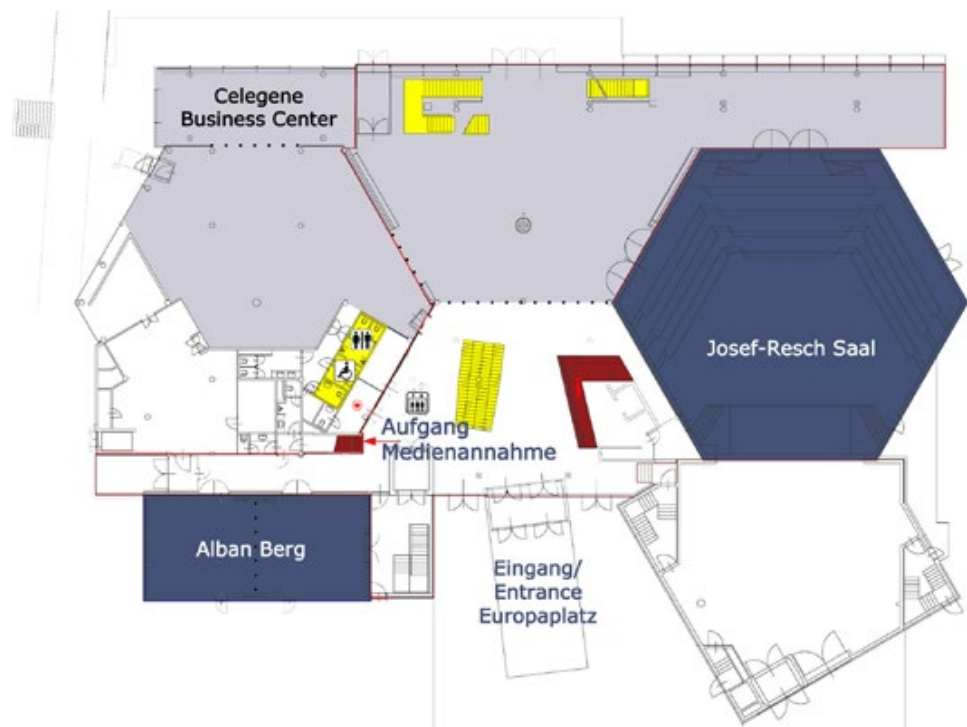 Celegene
Business Center
Josef-Resch Saal
Aufgang
Medienannahme
Alban Berg
Eingang/
Entrance
Europaplatz